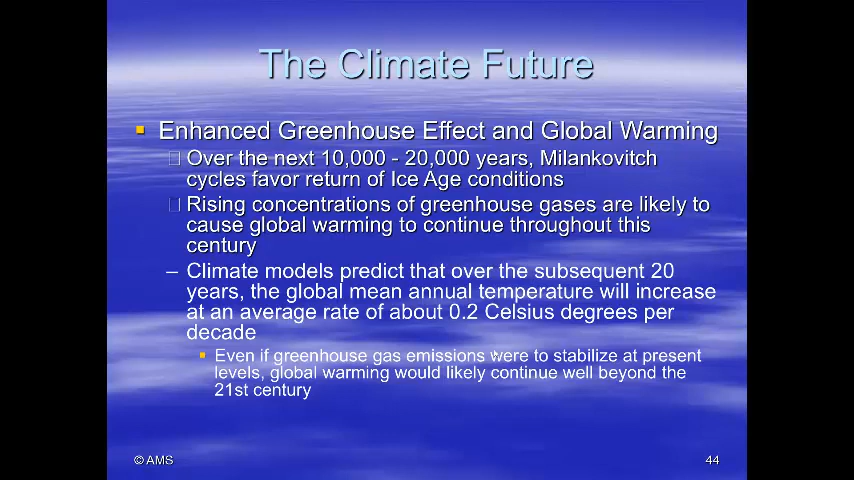 The Climate Future
Enhanced Greenhouse Effect and Global Warming
Over the next 10,000 - 20,000 years, Milankovitch
cycles favor return of Ice Age conditions
Rising concentrations of greenhouse gases are likely to
cause global warming to continue throughout this
century
– Climate models predict that over the subsequent 20
years, the global mean annual temperature will increase
at an average rate of about 0.2 Celsius degrees per
decade
Even if greenhouse gas emissions were to stabilize at present
levels, global warming would likely continue well beyond the
21st century
© AMS
44